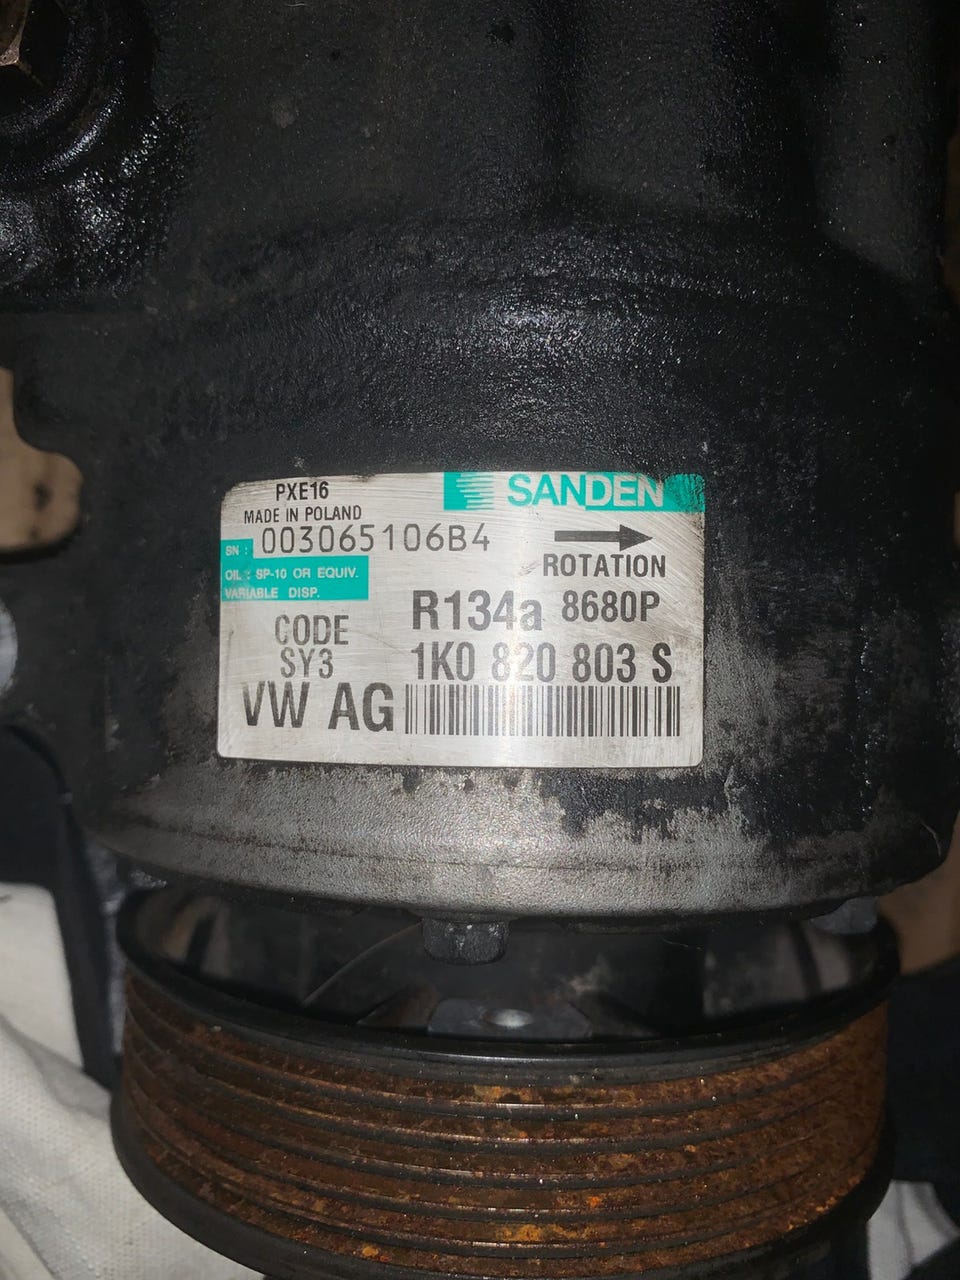 PXE16
SANDEN
MADE IN POLAND
SN : 003065106B4
ROTATION
OIL : SP-10 OR EQUIV.
VARIABLE DISP.
R134a 8680P
CODE
SY3
1K0 820 803 S
VW AG